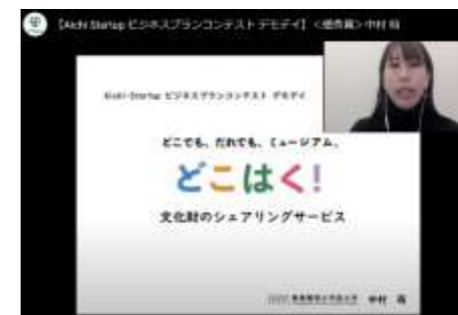 【Aichi Startup ビジネスプランコンテスト デモデイ】＜優秀賞＞中村
Aichi-Startup ビジネスプランコンテスト デモデイ
どこでも、だれでも、ミュージアム。
どこはく!
文化財のシェアリングサービス
中村